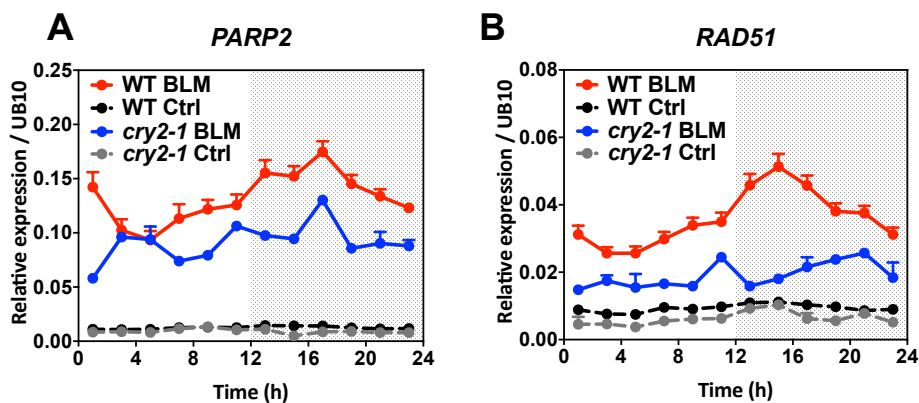 A
PARP2
Relative expression / UB10
0.25
0.20
0.15
0.10
0.05
0.00
WT BLM
WT Ctrl
cry2-1 BLM
cry2-1 Ctrl
0 4 8 12 16 20 24
Time (h)
B
RAD51
Relative expression / UB10
0.08
0.06
0.04
0.02
0.00
WT BLM
WT Ctrl
cry2-1 BLM
cry2-1 Ctrl
0 4 8 12 16 20 24
Time (h)